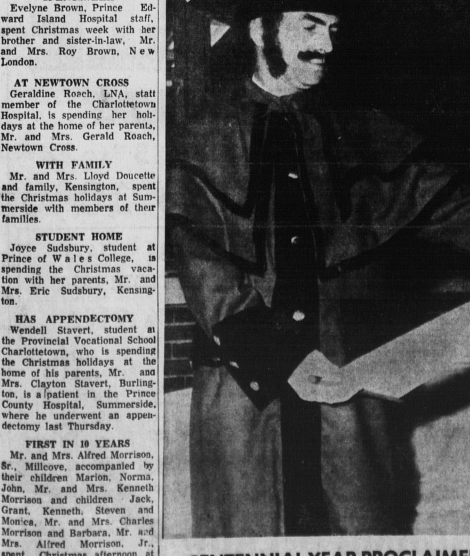 Evelyne Brown, Prince Ed-
ward Island Hospital staff,
spent Christmas week with her
brother and sister-in-law, Mr.
and Mrs. Roy Brown, New
London.
AT NEWTOWN CROSS
Geraldine Roach, LNA, staff
member of the Charlottetown
Hospital, is spending her holi-
days at the home of her parents,
Mr. and Mrs. Gerald Roach,
Newtown Cross.
WITH FAMILY
Mr. and Mrs. Lloyd Doucette
and family, Kensington, spent
the Christmas holidays at Sum-
merside with members of their
families.
STUDENT HOME
Joyce Sudsbury, student at
Prince of Wales College, is
spending the Christmas vaca-
tion with her parents, Mr. and
Mrs. Eric Sudsbury, Kensing-
ton.
HAS APPENDECTOMY
Wendell Stavert, student at
the Provincial Vocational School
Charlottetown, who is spending
the Christmas holidays at the
home of his parents, Mr. and
Mrs. Clayton Stavert, Burling-
ton, is a patient in the Prince
County Hospital, Summerside,
where he underwent an appen-
dectomy last Thursday.
FIRST IN 10 YEARS
Mr. and Mrs. Alfred Morrison,
Sr., Millcove, accompanied by
their children Marion, Norma,
John, Mr. and Mrs. Kenneth
Morrison and children Jack,
Grant, Kenneth, Steven and
Monica, Mr. and Mrs. Charles
Morrison and Barbara, Mr. and
Mrs. Alfred Morrison, Jr.,
spent Christmas afternoon at
YEAR